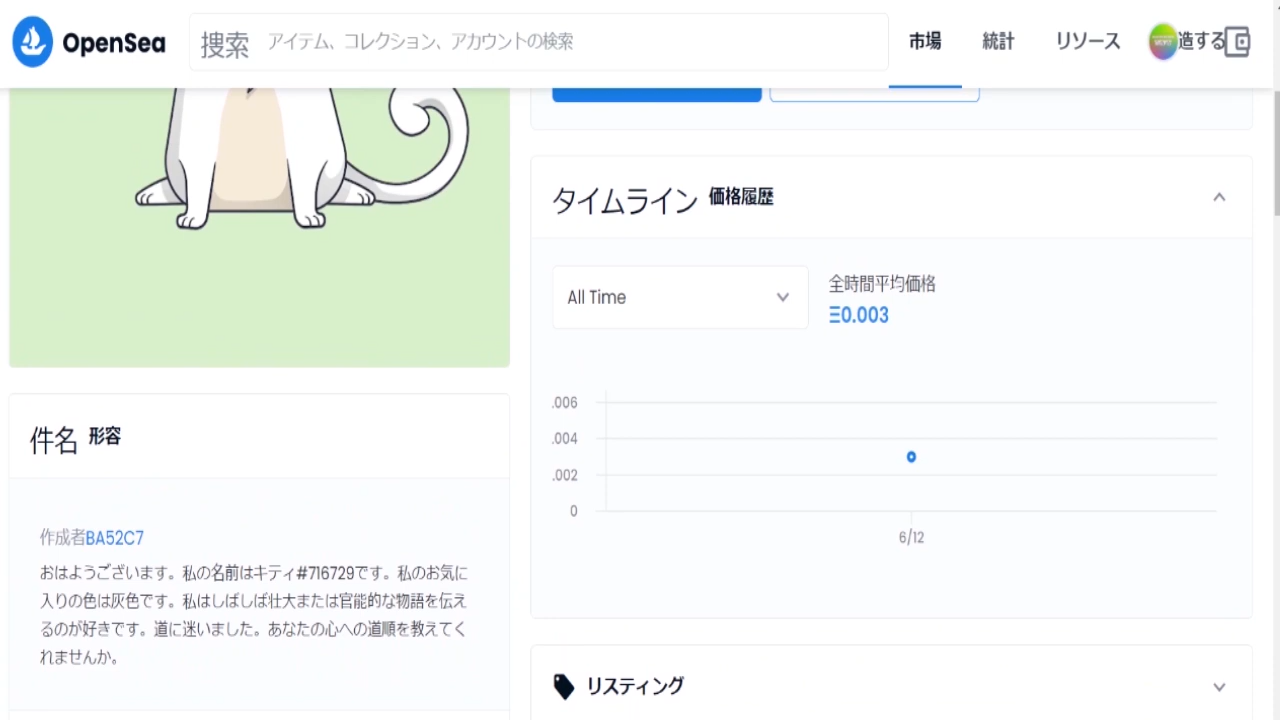 OpenSea
捜索 アイテム、コレクション、アカウントの検索
市場 統計 リソース 造する
タイムライン 価格履歴
All Time
全時間平均価格
Ξ0.003
.006
.004
.002
0
6/12
件名 形容
作成者BA52C7
おはようございます。私の名前はキティ#716729です。私のお気に
入りの色は灰色です。私はしばしば壮大または官能的な物語を伝え
るのが好きです。道に迷いました。あなたの心への道順を教えてく
れませんか。
リスティング